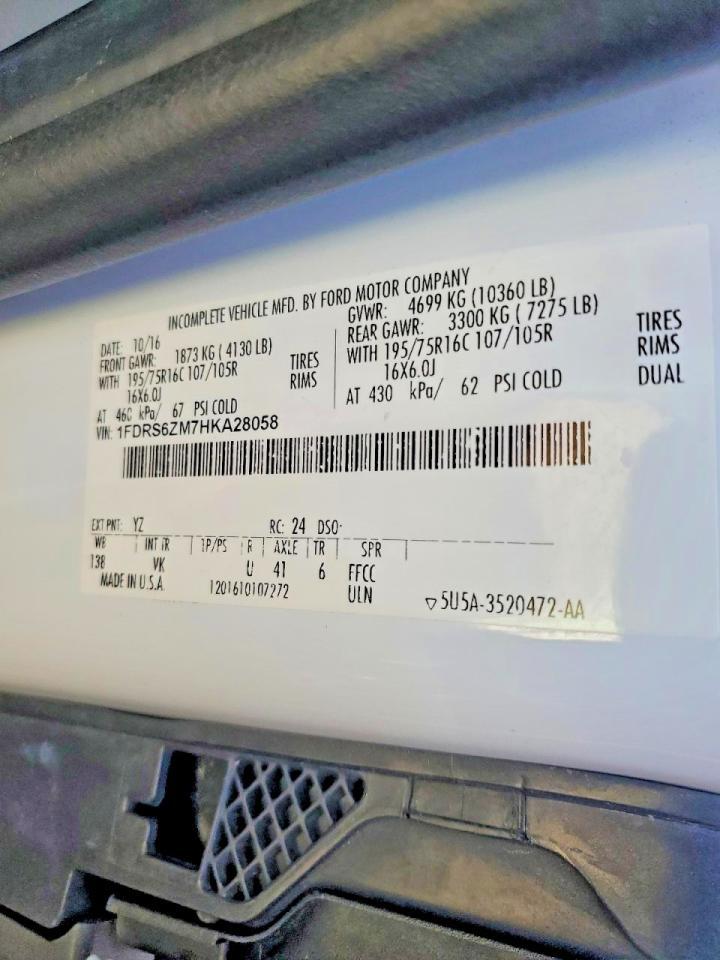 INCOMPLETE VEHICLE MFD. BY FORD MOTOR COMPANY
DATE: 10/16
FRONT GAWR: 1873 KG ( 4130 LB)
WITH 195/75R16C 107/105R TIRES
16X6.0J RIMS
AT 460 kPa/ 67 PSI COLD
GVWR: 4699 KG (10360 LB)
REAR GAWR: 3300 KG ( 7275 LB)
WITH 195/75R16C 107/105R TIRES
16X6.0J RIMS
AT 430 kPa/ 62 PSI COLD DUAL
VIN: 1FDRS6ZM7HKA28058
EXT PNT: YZ RC: 24 DSO:
WB INT TR TP/PS R AXLE TR SPR
138 VK U 41 6 FFCC
MADE IN U.S.A. 1201610107272 ULN
▽5U5A-3520472-AA